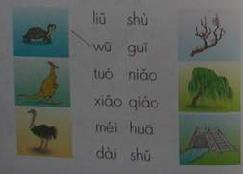 liǔ shù
wū guī
tuó niǎo
xiǎo qiáo
méi huā
dài shǔ